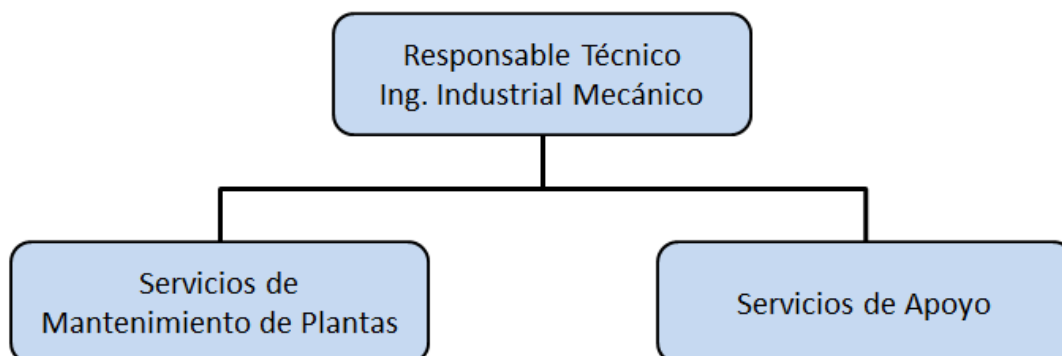 Responsable Técnico
Ing. Industrial Mecánico
Servicios de
Mantenimiento de Plantas
Servicios de Apoyo